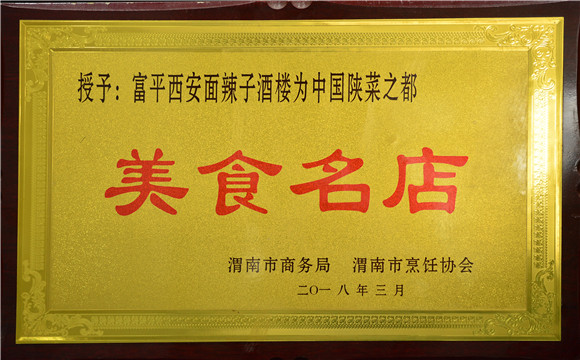 授予：富平西安面辣子酒楼为中国陕菜之都
美食名店
渭南市商务局 渭南市烹饪协会
二〇一八年三月